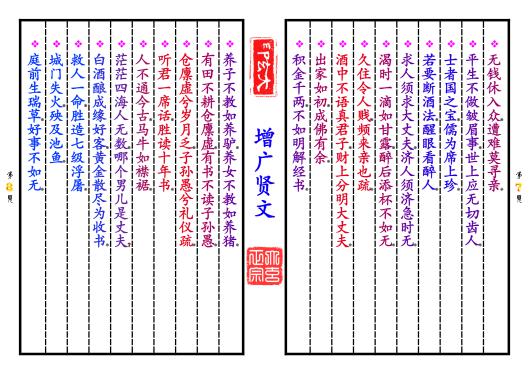 无钱休入众遭难莫寻亲。
平生不做皱眉事世上应无切齿人。
士者国之宝儒为席上珍。
若要断酒法醒眼看醉人。
求人须求大丈夫济人须济急时无。
渴时一滴如甘露醉后添杯不如无。
久住令人贱频来亲也疏。
酒中不语真君子财上分明大丈夫。
出家如初成佛有余。
积金千两不如明解经书。
第7页
增广贤文
养子不教如养驴养女不教如养猪。
有田不耕仓廪虚有书不读子孙愚。
仓廪虚兮岁月乏子孙愚兮礼仪疏。
听君一席话胜读十年书。
人不通今古马牛如襟裾。
茫茫四海人无数哪个男儿是丈夫。
白酒酿成缘好客黄金散尽为收书。
救人一命胜造七级浮屠。
城门失火殃及池鱼。
庭前生瑞草好事不如无。
第8页